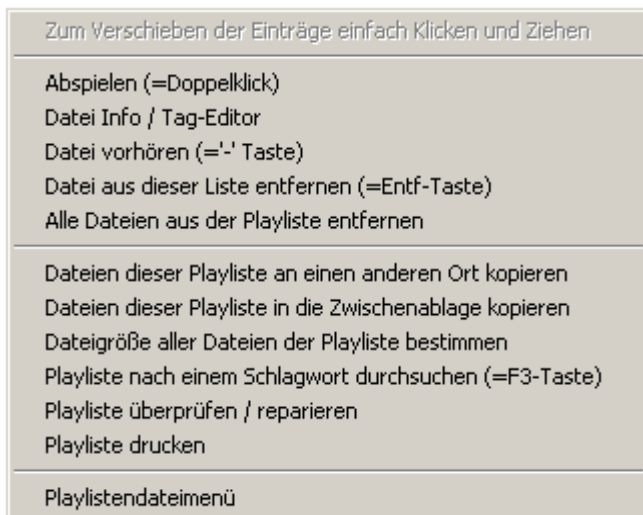 Zum Verschieben der Einträge einfach Klicken und Ziehen
Abspielen (=Doppelklick)
Datei Info / Tag-Editor
Datei vorhören (='-' Taste)
Datei aus dieser Liste entfernen (=Entf-Taste)
Alle Dateien aus der Playliste entfernen
Dateien dieser Playliste an einen anderen Ort kopieren
Dateien dieser Playliste in die Zwischenablage kopieren
Dateigröße aller Dateien der Playliste bestimmen
Playliste nach einem Schlagwort durchsuchen (=F3-Taste)
Playliste überprüfen / reparieren
Playliste drucken
Playlistendateimenü